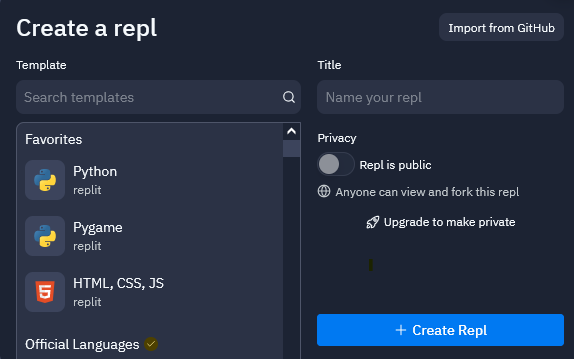 Create a repl
Import from GitHub
Template
Search templates
Favorites
Python
replit
Pygame
replit
HTML, CSS, JS
replit
Official Languages
Title
Name your repl
Privacy
Repl is public
Anyone can view and fork this repl
Upgrade to make private
+ Create Repl